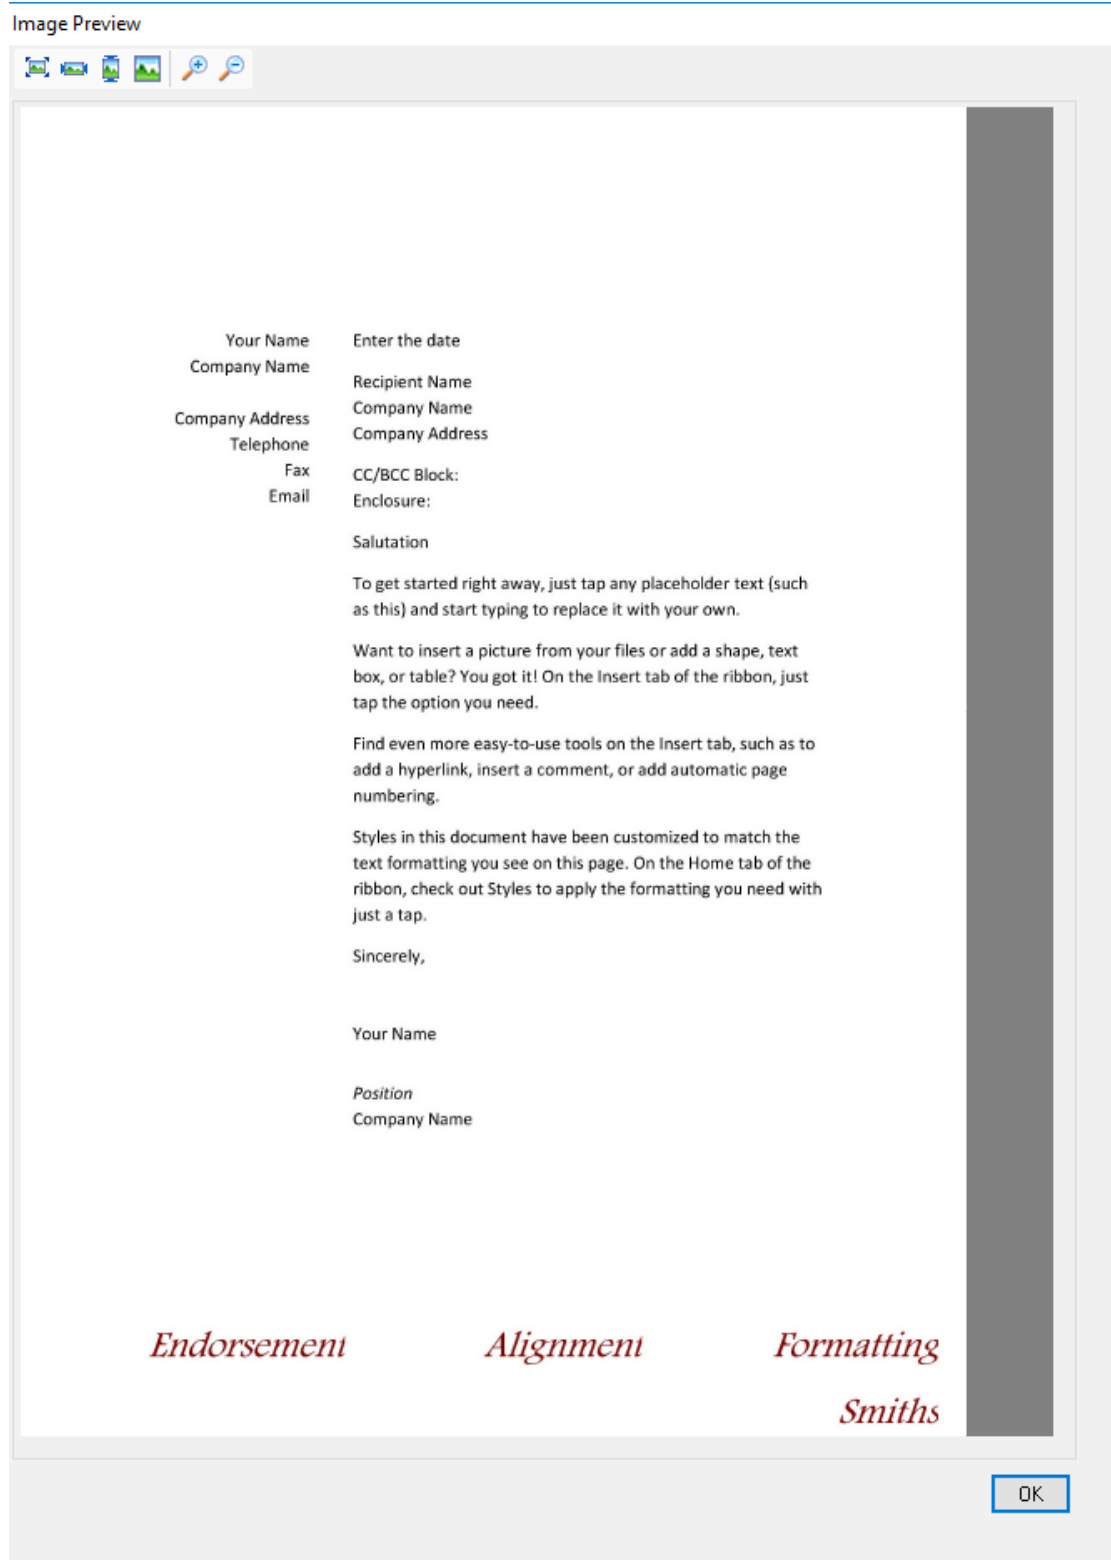 Image Preview
Your Name
Company Name
Company Address
Telephone
Fax
Email
Enter the date
Recipient Name
Company Name
Company Address
CC/BCC Block:
Enclosure:
Salutation
To get started right away, just tap any placeholder text (such
as this) and start typing to replace it with your own.
Want to insert a picture from your files or add a shape, text
box, or table? You got it! On the Insert tab of the ribbon, just
tap the option you need.
Find even more easy-to-use tools on the Insert tab, such as to
add a hyperlink, insert a comment, or add automatic page
numbering.
Styles in this document have been customized to match the
text formatting you see on this page. On the Home tab of the
ribbon, check out Styles to apply the formatting you need with
just a tap.
Sincerely,
Your Name
Position
Company Name
Endorsement Alignment Formatting
Smiths
OK